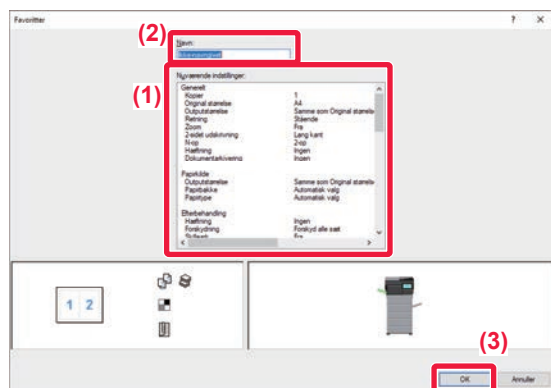 Favoritter ? X
(2)
Navn:
(1)
Nuværende indstillinger:
Generelt
Kopier 1
Original størrelse A4
Outputstørrelse Samme som Original størrelse
Retning Stående
Zoom Fra
2-sidet udskrivning Lang kant
N-op 2-op
Hæftning Ingen
Dokumentarkivering Ingen
Papirkilde
Outputstørrelse Samme som Original størrelse
Papirbakke Automatisk valg
Papirtype Automatisk valg
Efterbehandling
Hæftning Ingen
Forskydning Forskyd alle sæt
Fra
1 2
(3)
OK Annuller